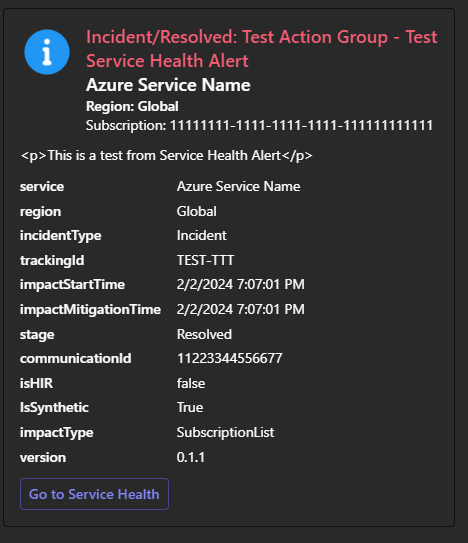 Incident/Resolved: Test Action Group - Test
Service Health Alert
Azure Service Name
Region: Global
Subscription: 11111111-1111-1111-1111-111111111111
<p>This is a test from Service Health Alert</p>
service Azure Service Name
region Global
incidentType Incident
trackingId TEST-TTT
impactStartTime 2/2/2024 7:07:01 PM
impactMitigationTime 2/2/2024 7:07:01 PM
stage Resolved
communicationId 11223344556677
isHIR false
IsSynthetic True
impactType SubscriptionList
version 0.1.1
Go to Service Health